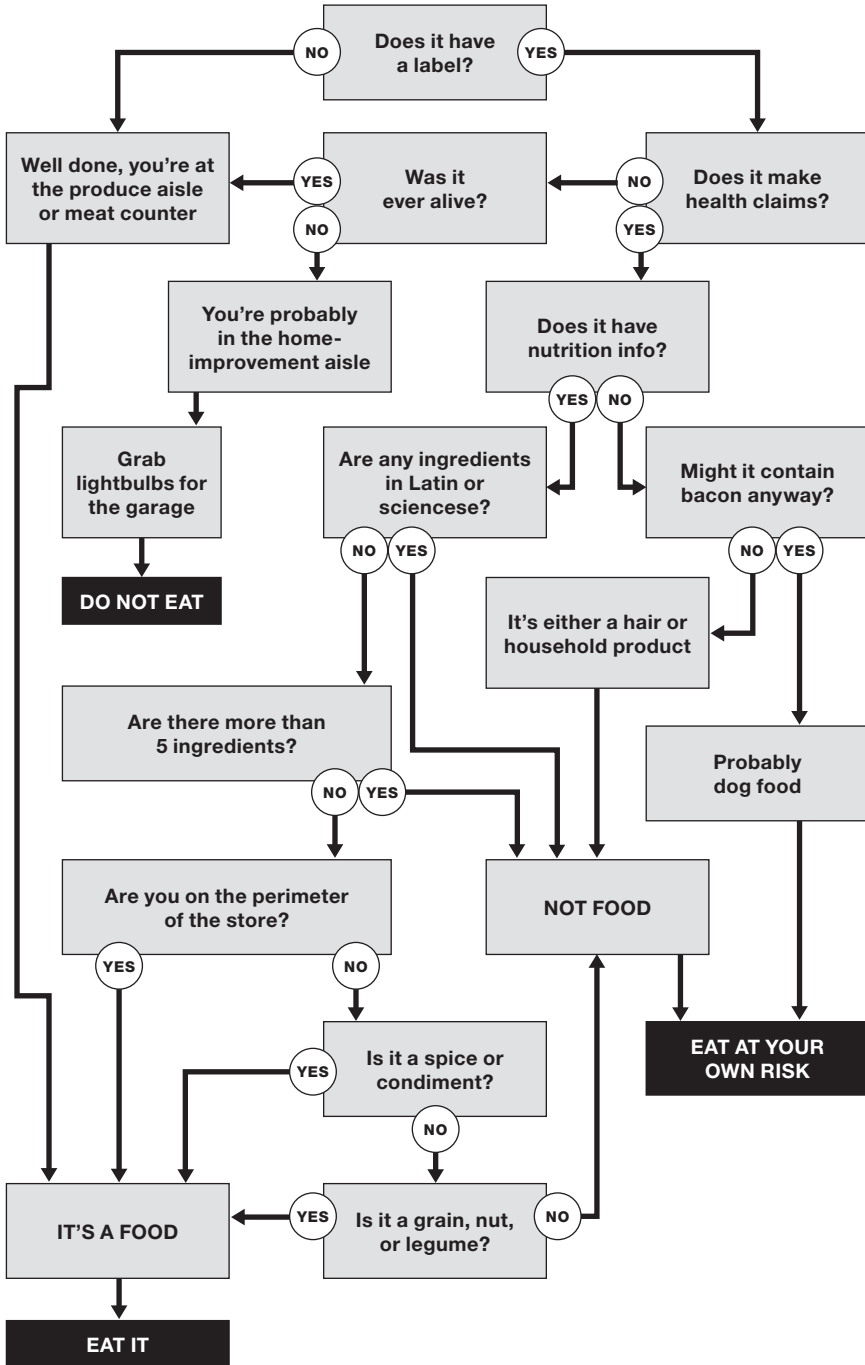 NO
Does it have
a label?
YES
Well done, you're at
the produce aisle
or meat counter
YES
NO
Was it
ever alive?
NO
YES
Does it make
health claims?
You're probably
in the home-
improvement aisle
Does it have
nutrition info?
YES
NO
Grab
lightbulbs for
the garage
Are any ingredients
in Latin or
sciencese?
NO
YES
Might it contain
bacon anyway?
NO
YES
DO NOT EAT
It's either a hair or
household product
Are there more than
5 ingredients?
NO
YES
Probably
dog food
Are you on the perimeter
of the store?
YES
NO
NOT FOOD
YES
Is it a spice or
condiment?
NO
EAT AT YOUR
OWN RISK
IT'S A FOOD
YES
Is it a grain, nut,
or legume?
NO
EAT IT